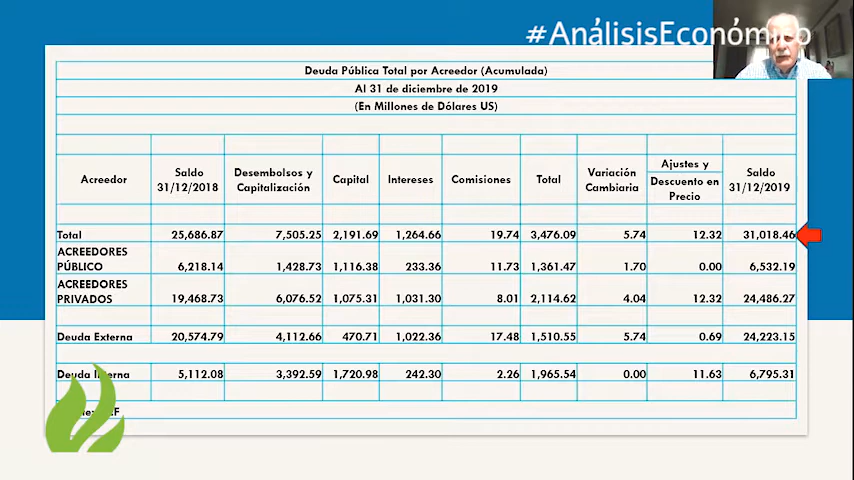 #AnálisisEconómico
Deuda Pública Total por Acreedor (Acumulada)
Al 31 de diciembre de 2019
(En Millones de Dólares US)
Acreedor Saldo 31/12/2018 Desembolsos y Capitalización Capital Intereses Comisiones Total Variación Cambiaria Ajustes y Descuento en Precio Saldo 31/12/2019
Total 25,686.87 7,505.25 2,191.69 1,264.66 19.74 3,476.09 5.74 12.32 31,018.46
ACREEDORES PÚBLICO 6,218.14 1,428.73 1,116.38 233.36 11.73 1,361.47 1.70 0.00 6,532.19
ACREEDORES PRIVADOS 19,468.73 6,076.52 1,075.31 1,031.30 8.01 2,114.62 4.04 12.32 24,486.27
Deuda Externa 20,574.79 4,112.66 470.71 1,022.36 17.48 1,510.55 5.74 0.69 24,223.15
Deuda Interna 5,112.08 3,392.59 1,720.98 242.30 2.26 1,965.54 0.00 11.63 6,795.31